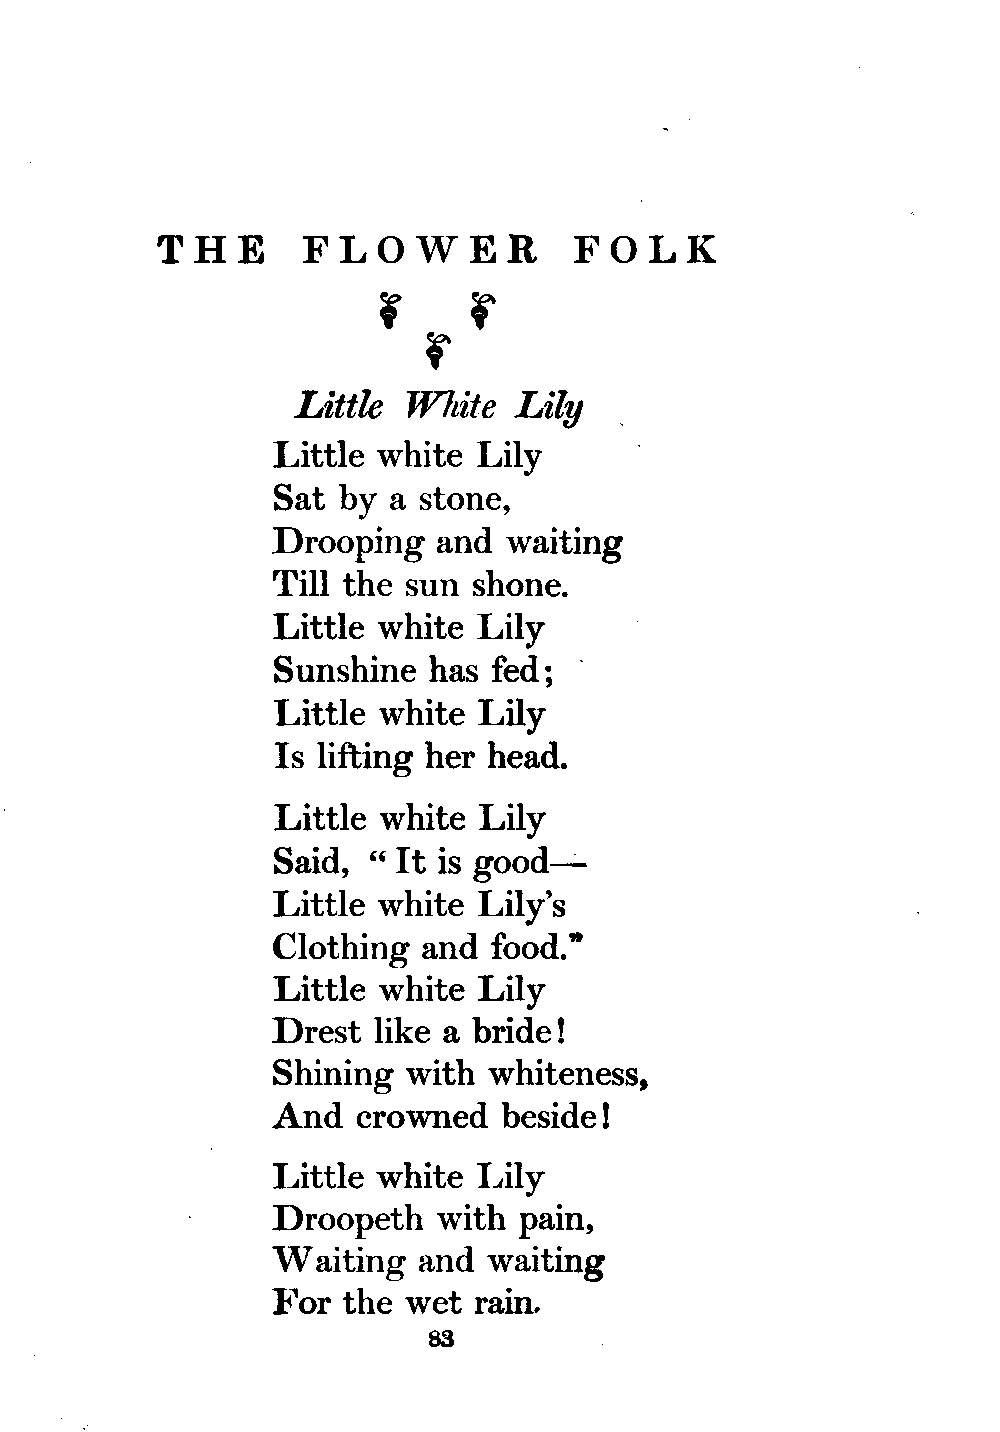 THE FLOWER FOLK
Little White Lily
Little white Lily
Sat by a stone,
Drooping and waiting
Till the sun shone.
Little white Lily
Sunshine has fed;
Little white Lily
Is lifting her head.
Little white Lily
Said, “It is good—
Little white Lily's
Clothing and food.”
Little white Lily
Drest like a bride!
Shining with whiteness,
And crowned beside!
Little white Lily
Droopeth with pain,
Waiting and waiting
For the wet rain.
83